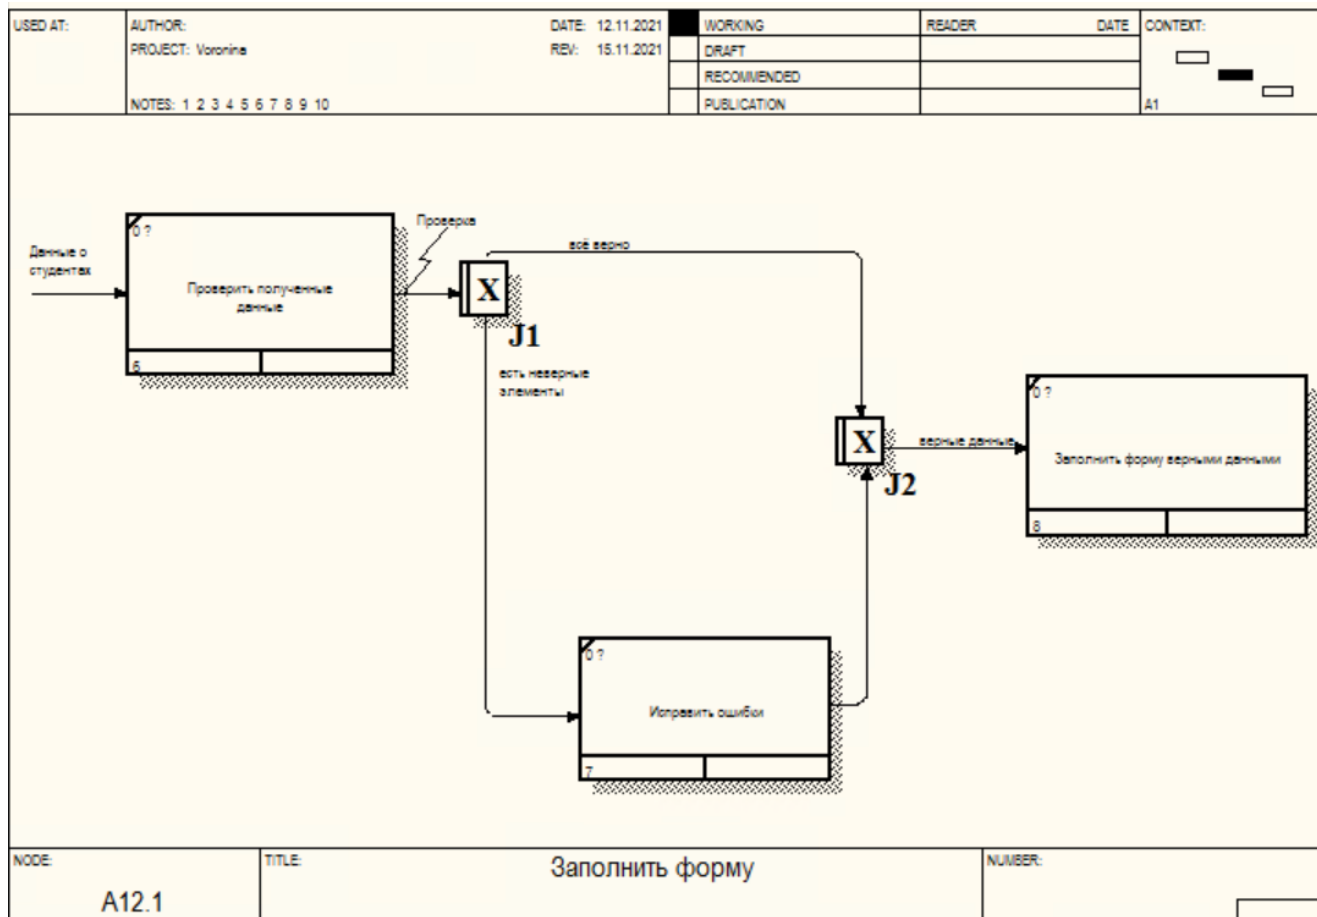 USED AT:
AUTHOR:
DATE: 12.11.2021
WORKING
READER
DATE
CONTEXT:
PROJECT: Voronina
REV: 15.11.2021
DRAFT
RECOMMENDED
NOTES: 1 2 3 4 5 6 7 8 9 10
PUBLICATION
A1
Данные о
студентах
0 ?
Проверить полученные
данные
6
Проверка
X
J1
всё верно
есть неверные
элементы
X
J2
верные данные
0 ?
Заполнить форму верными данными
8
0 ?
Исправить ошибки
7
NODE:
A12.1
TITLE:
Заполнить форму
NUMBER: